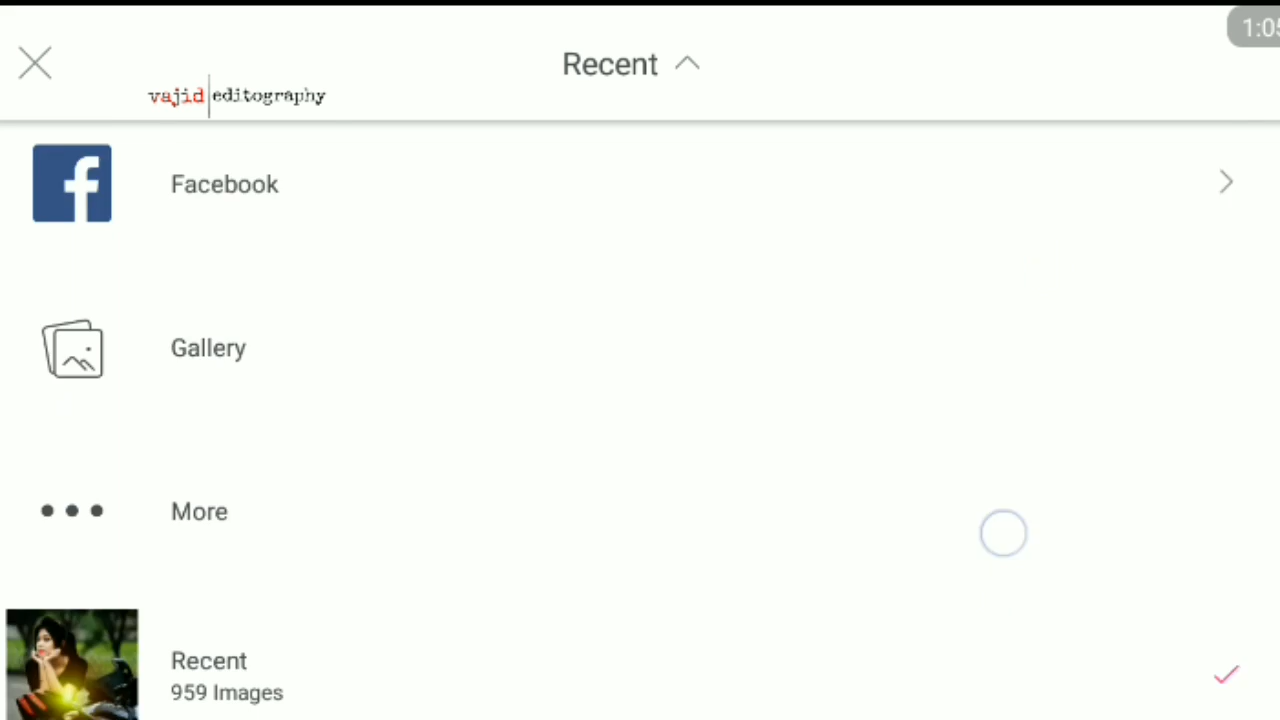 1:05
Recent
vajid editography
Facebook
Gallery
More
Recent
959 Images